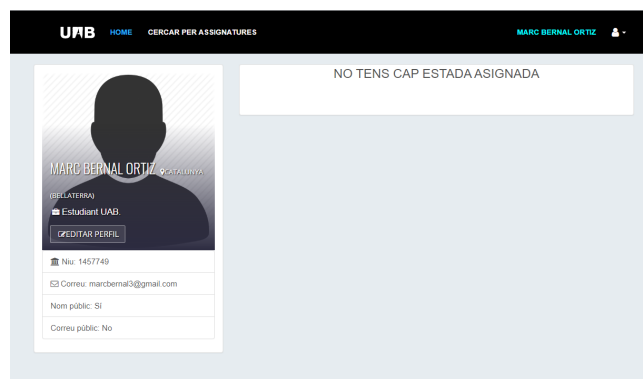 UAB HOME CERCAR PER ASSIGNATURES MARC BERNAL ORTIZ
NO TENS CAP ESTADA ASIGNADA
MARC BERNAL ORTIZ CATALUNYA
(BELLATERRA)
Estudiant UAB.
EDITAR PERFIL
Niu: 1457749
Correu: marcbernal3@gmail.com
Nom públic: Sí
Correu públic: No